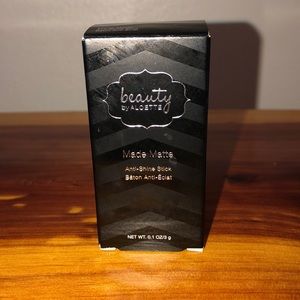 beauty
by ALOETTE
Made Matte
Anti-Shine Stick
Bâton Anti-Éclat
NET WT. 0.1 OZ/3 g